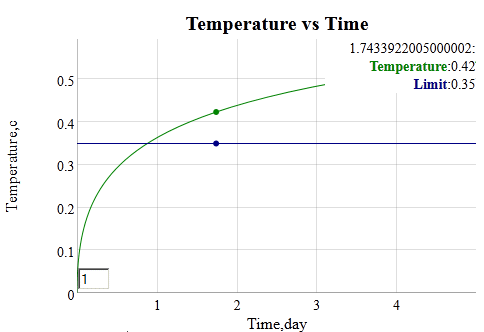 Temperature vs Time
1.7433922005000002:
Temperature:0.42
Limit:0.35
Temperature,c
0.5
0.4
0.3
0.2
0.1
0
1
1
2
3
4
Time,day